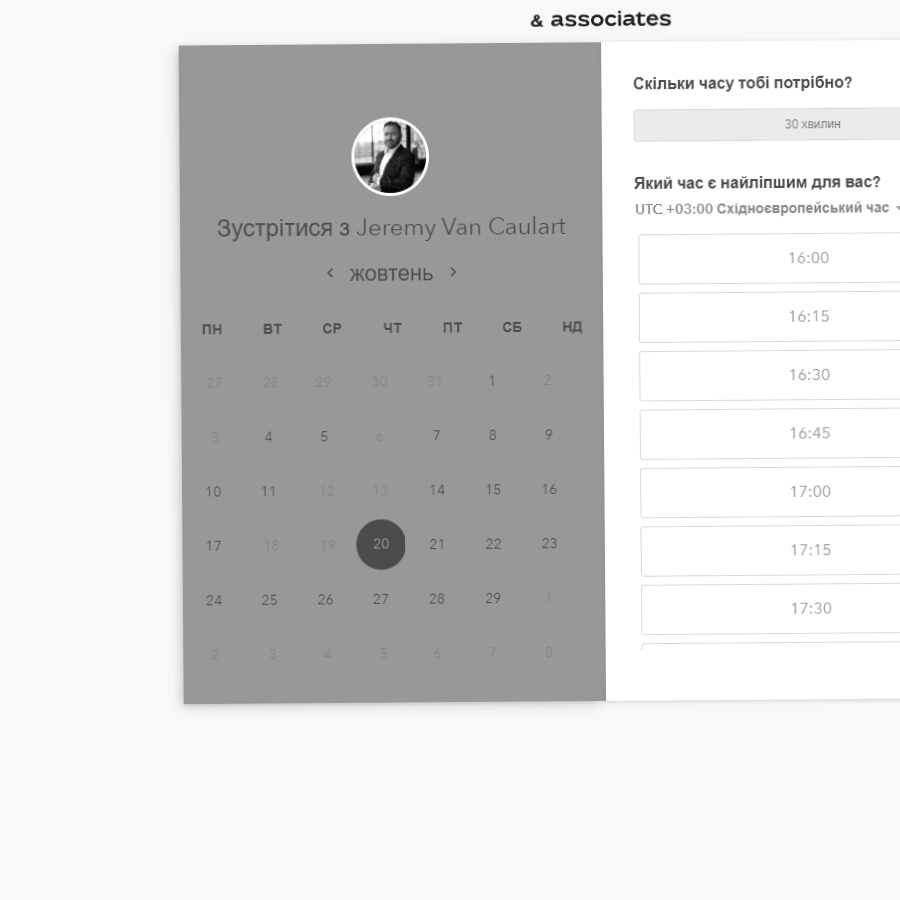 & associates
Зустрітися з Jeremy Van Caulart
жовтень
ПН ВТ СР ЧТ ПТ СБ НД
27 28 29 30 31 1 2
3 4 5 6 7 8 9
10 11 12 13 14 15 16
17 18 19 20 21 22 23
24 25 26 27 28 29 1
2 3 4 5 6 7 8
Скільки часу тобі потрібно?
30 хвилин
Який час є найліпшим для вас?
UTC +03:00 Східноєвропейський час
16:00
16:15
16:30
16:45
17:00
17:15
17:30